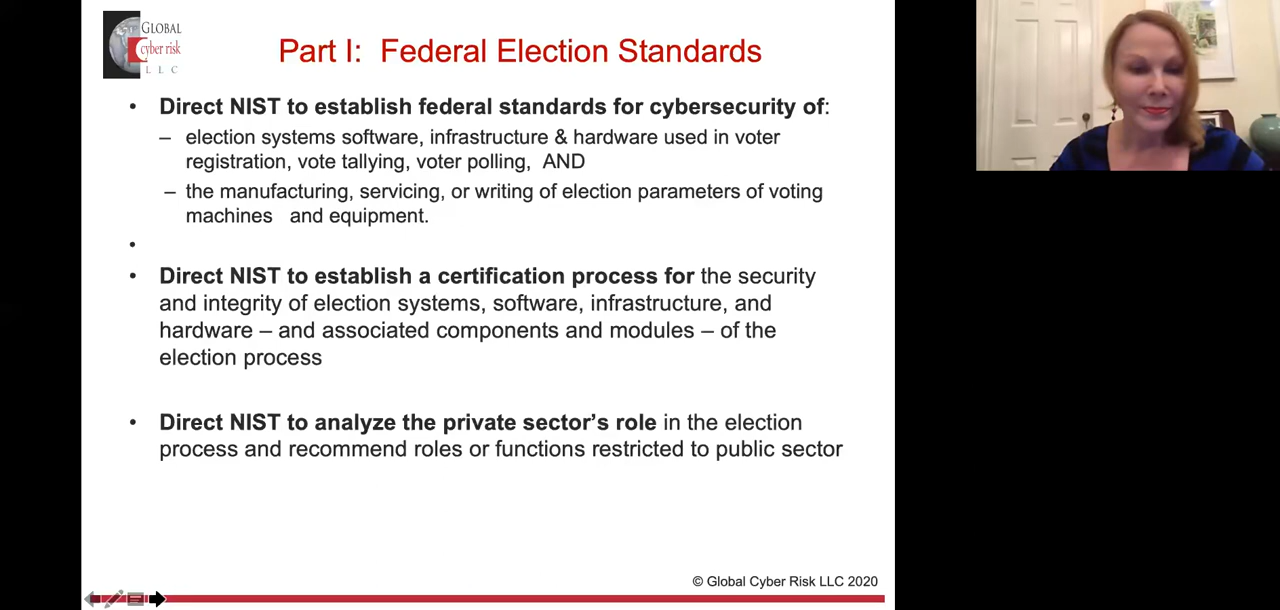 GLOBAL
cyber risk
L L C
Part I: Federal Election Standards
• Direct NIST to establish federal standards for cybersecurity of:
– election systems software, infrastructure & hardware used in voter
registration, vote tallying, voter polling, AND
– the manufacturing, servicing, or writing of election parameters of voting
machines and equipment.
•
• Direct NIST to establish a certification process for the security
and integrity of election systems, software, infrastructure, and
hardware – and associated components and modules – of the
election process
• Direct NIST to analyze the private sector’s role in the election
process and recommend roles or functions restricted to public sector
© Global Cyber Risk LLC 2020